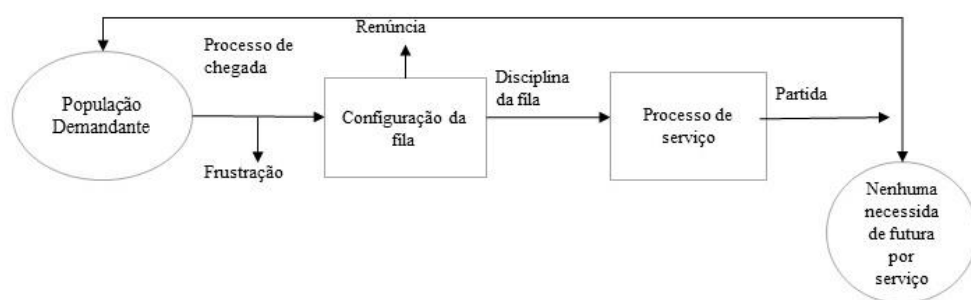 Renúncia
Processo de
chegada
População
Demandante
Frustração
Configuração da
fila
Disciplina
da fila
Processo de
serviço
Partida
Nenhuma
necessida
de futura
por
serviço